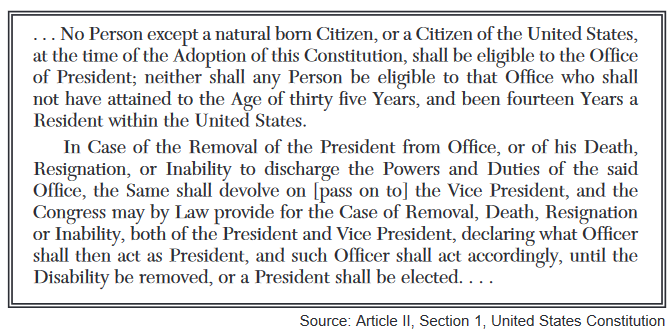 . . . No Person except a natural born Citizen, or a Citizen of the United States,
at the time of the Adoption of this Constitution, shall be eligible to the Office
of President; neither shall any Person be eligible to that Office who shall
not have attained to the Age of thirty five Years, and been fourteen Years a
Resident within the United States.
In Case of the Removal of the President from Office, or of his Death,
Resignation, or Inability to discharge the Powers and Duties of the said
Office, the Same shall devolve on [pass on to] the Vice President, and the
Congress may by Law provide for the Case of Removal, Death, Resignation
or Inability, both of the President and Vice President, declaring what Officer
shall then act as President, and such Officer shall act accordingly, until the
Disability be removed, or a President shall be elected. . . .
Source: Article II, Section 1, United States Constitution